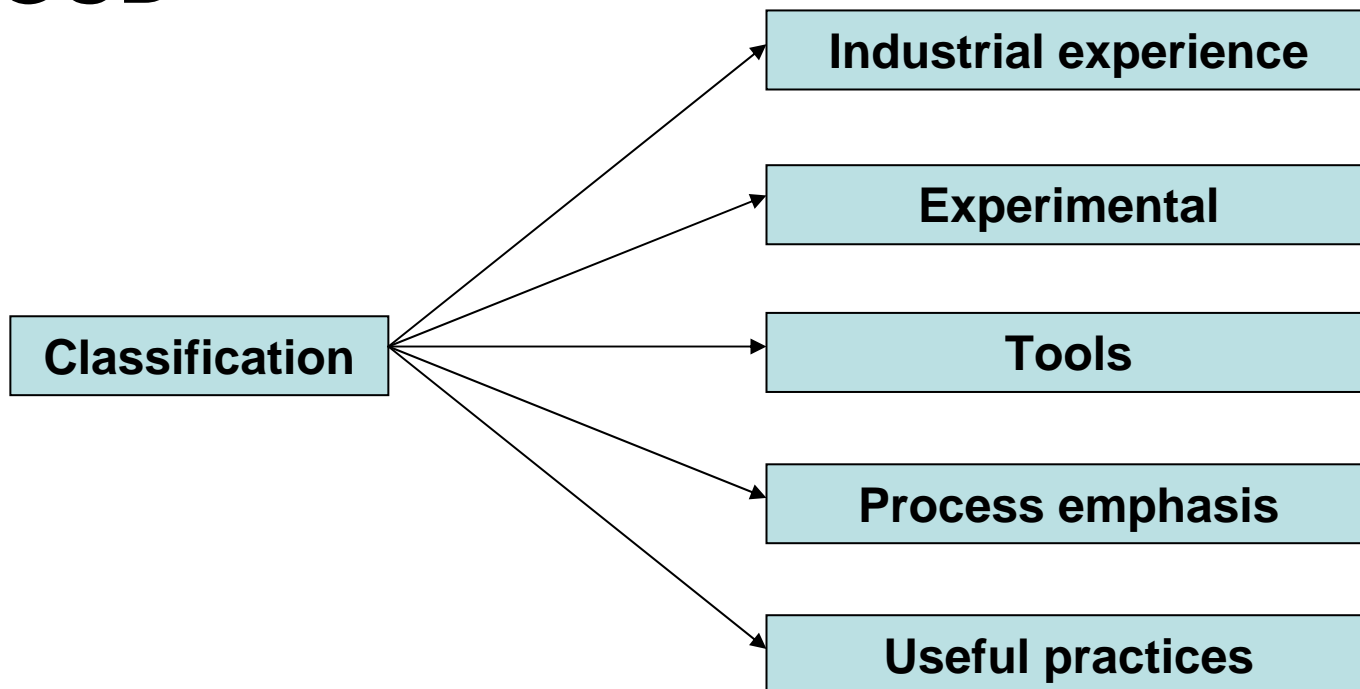 Industrial experience
Experimental
Classification
Tools
Process emphasis
Useful practices